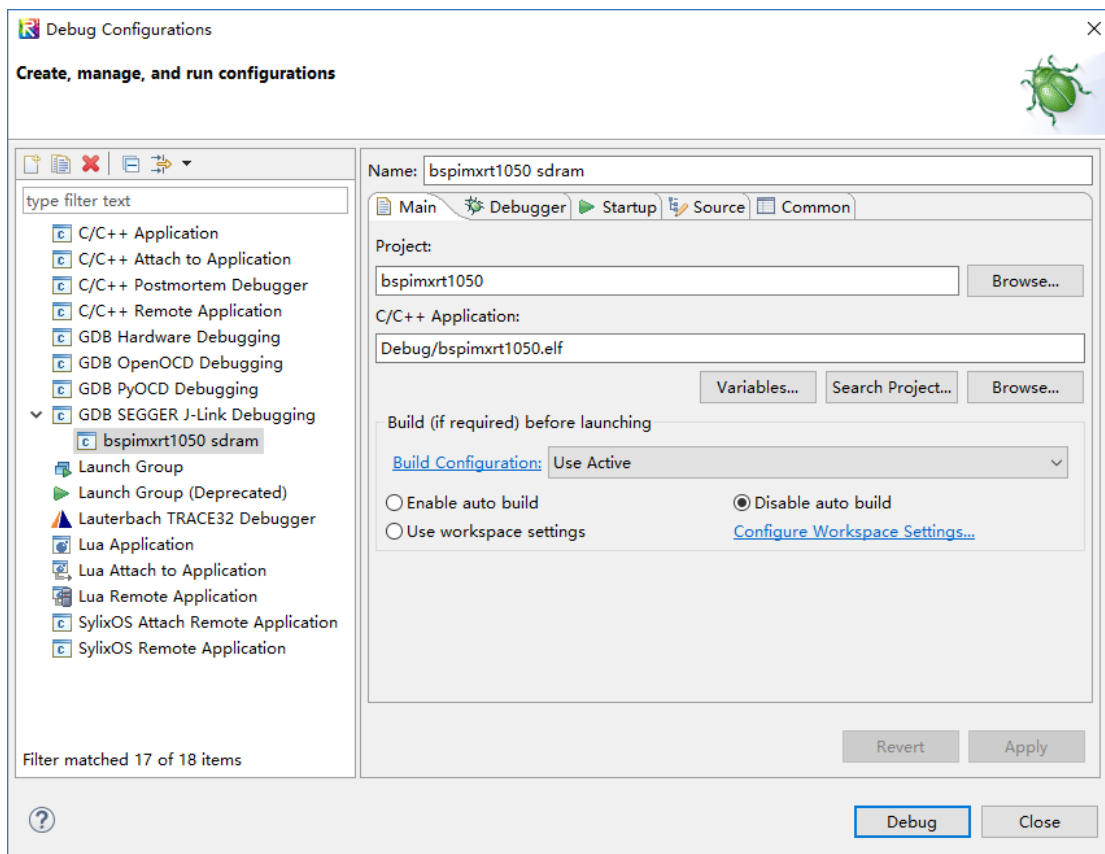 Debug Configurations
Create, manage, and run configurations
type filter text
C/C++ Application
C/C++ Attach to Application
C/C++ Postmortem Debugger
C/C++ Remote Application
GDB Hardware Debugging
GDB OpenOCD Debugging
GDB PyOCD Debugging
GDB SEGGER J-Link Debugging
bspimxrt1050 sdram
Launch Group
Launch Group (Deprecated)
Lauterbach TRACE32 Debugger
Lua Application
Lua Attach to Application
Lua Remote Application
SylixOS Attach Remote Application
SylixOS Remote Application
Filter matched 17 of 18 items
Name: bspimxrt1050 sdram
Main Debugger Startup Source Common
Project:
bspimxrt1050 Browse...
C/C++ Application:
Debug/bspimxrt1050.elf
Variables... Search Project... Browse...
Build (if required) before launching
Build Configuration: Use Active
Enable auto build Disable auto build
Use workspace settings Configure Workspace Settings...
Revert Apply
? Debug Close